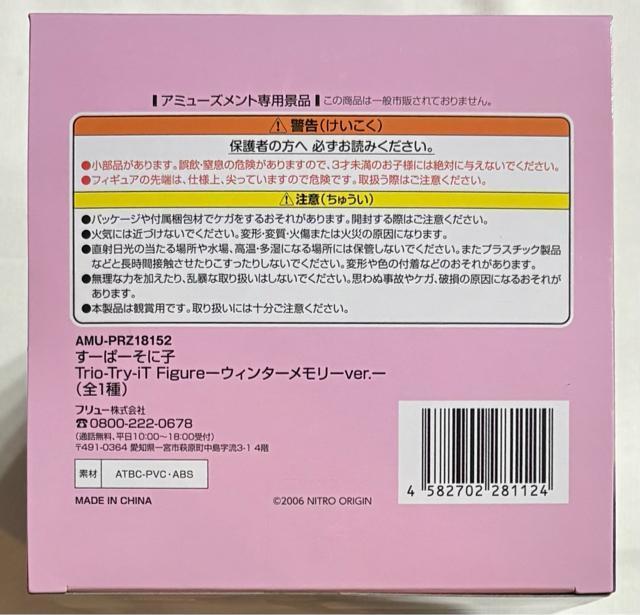 アミューズメント専用景品 この商品は一般市販されておりません。
⚠警告(けいこく)
保護者の方へ 必ずお読みください。
●小部品があります。誤飲・窒息の危険がありますので、3才未満のお子様には絶対に与えないでください。
●フィギュアの先端は、仕様上、尖っていますので危険です。取扱う際はご注意ください。
⚠注意(ちゅうい)
●パッケージや付属梱包材でケガをするおそれがあります。開封する際はご注意ください。
●火気には近づけないでください。変形・変質・火傷または火災の原因になります。
●直射日光の当たる場所や水場、高温・多湿になる場所には保管しないでください。またプラスチック製品
などと長時間接触させたりこすったりしないでください。変形や色の付着などのおそれがあります。
●無理な力を加えたり、乱暴な取り扱いはしないでください。思わぬ事故やケガ、破損の原因になるおそれが
あります。
●本製品は観賞用です。取り扱いには十分ご注意ください。
AMU-PRZ18152
すーぱーそに子
Trio-Try-iT Figureーウィンターメモリーver.ー
(全1種)
フリュー株式会社
☎0800-222-0678
(通話無料、平日10:00~18:00受付)
〒491-0364 愛知県一宮市萩原町中島字流3-1 4階
素材 ATBC-PVC・ABS
MADE IN CHINA
©2006 NITRO ORIGIN
4 582702 281124